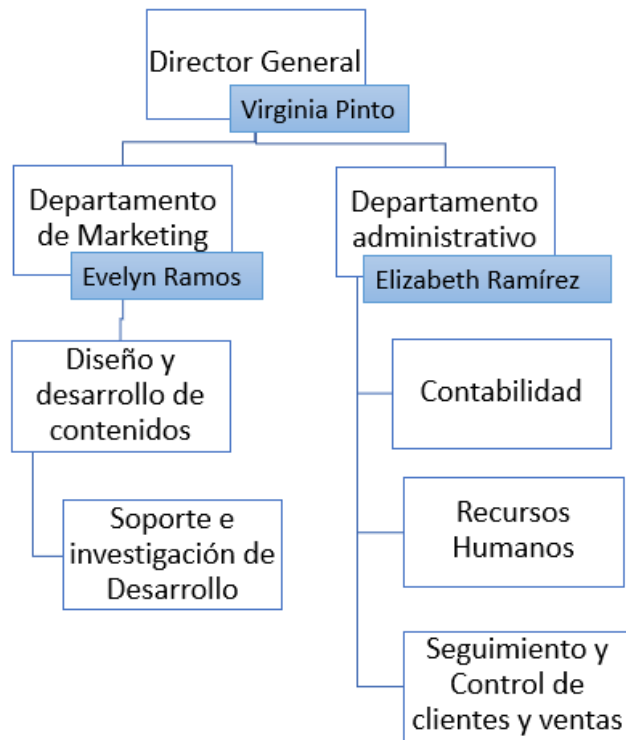 Director General
Virginia Pinto
Departamento
de Marketing
Evelyn Ramos
Departamento
administrativo
Elizabeth Ramírez
Diseño y
desarrollo de
contenidos
Soporte e
investigación de
Desarrollo
Contabilidad
Recursos
Humanos
Seguimiento y
Control de
clientes y ventas